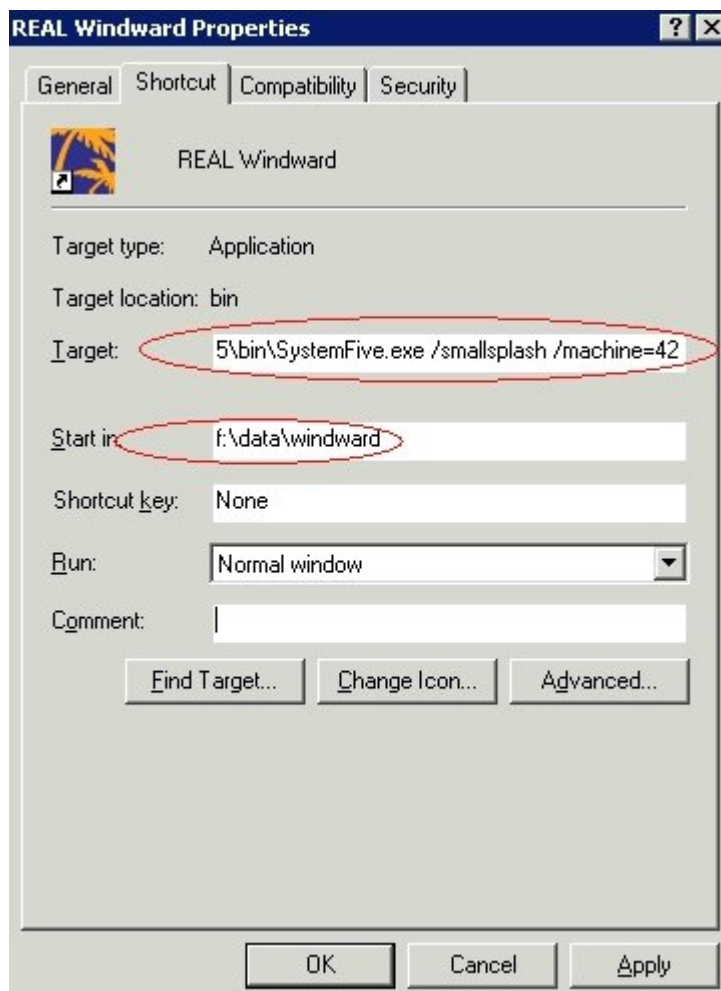 REAL Windward Properties
General Shortcut Compatibility Security
REAL Windward
Target type: Application
Target location: bin
Target: 5\bin\SystemFive.exe /smallsplash /machine=42
Start in f:\data\windward
Shortcut key: None
Run: Normal window
Comment:
Find Target... Change Icon... Advanced...
OK Cancel Apply